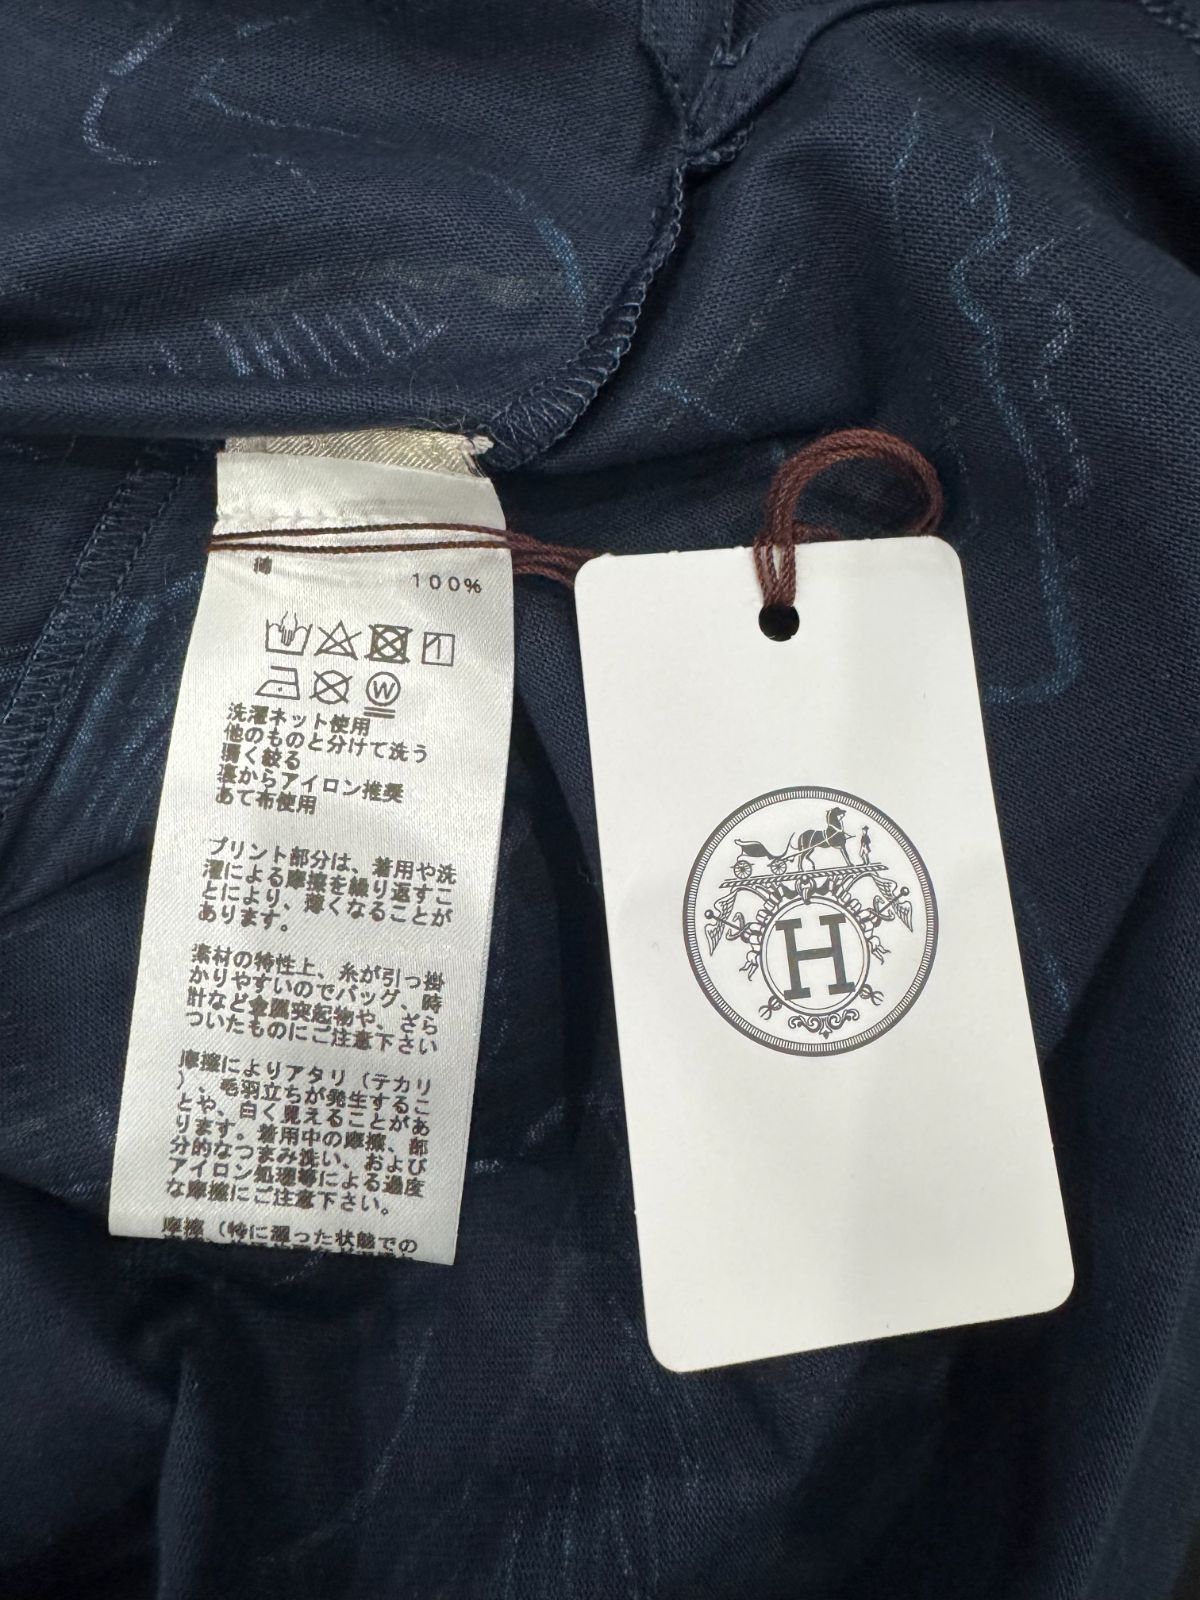 綿 100%
W
洗濯ネット使用
他のものと分けて洗う
弱く絞る
裏からアイロン推奨
あて布使用
プリント部分は、着用や洗
濯による摩擦を繰り返すこ
とにより、薄くなることが
あります。
素材の特性上、糸が引っ掛
かりやすいのでバッグ、時
計など金属突起物や、ざら
ついたものにご注意下さい
摩擦によりアタリ（テカリ
）、毛羽立ちが発生するこ
とや、白く見えることがあ
ります。着用中の摩擦、部
分的なつまみ洗い、および
アイロン処理等による過度
な摩擦にご注意下さい。
摩擦（特に湿った状態での
H